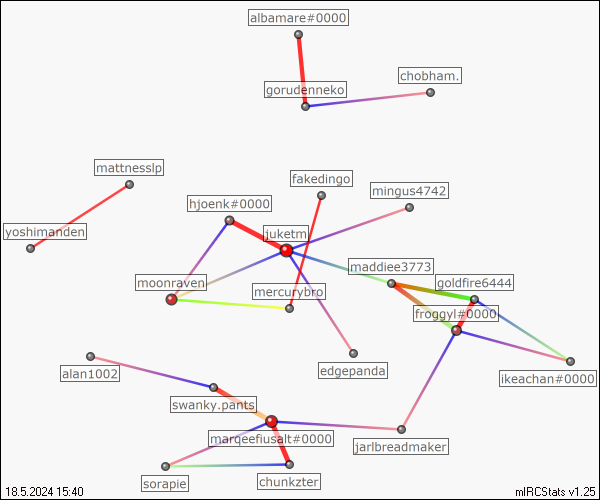 albamare#0000
chobham.
gorudenneko
mattnesslp
fakedingo
mingus4742
hjoenk#0000
yoshimanden
juketm
maddiee3773
moonraven
goldfire6444
mercurybro
froggyl#0000
alan1002
edgepanda
ikeachan#0000
swanky.pants
marqeefiusalt#0000
jarlbreadmaker
sorapie
chunkzter
18.5.2024 15:40
mIRCStats v1.25